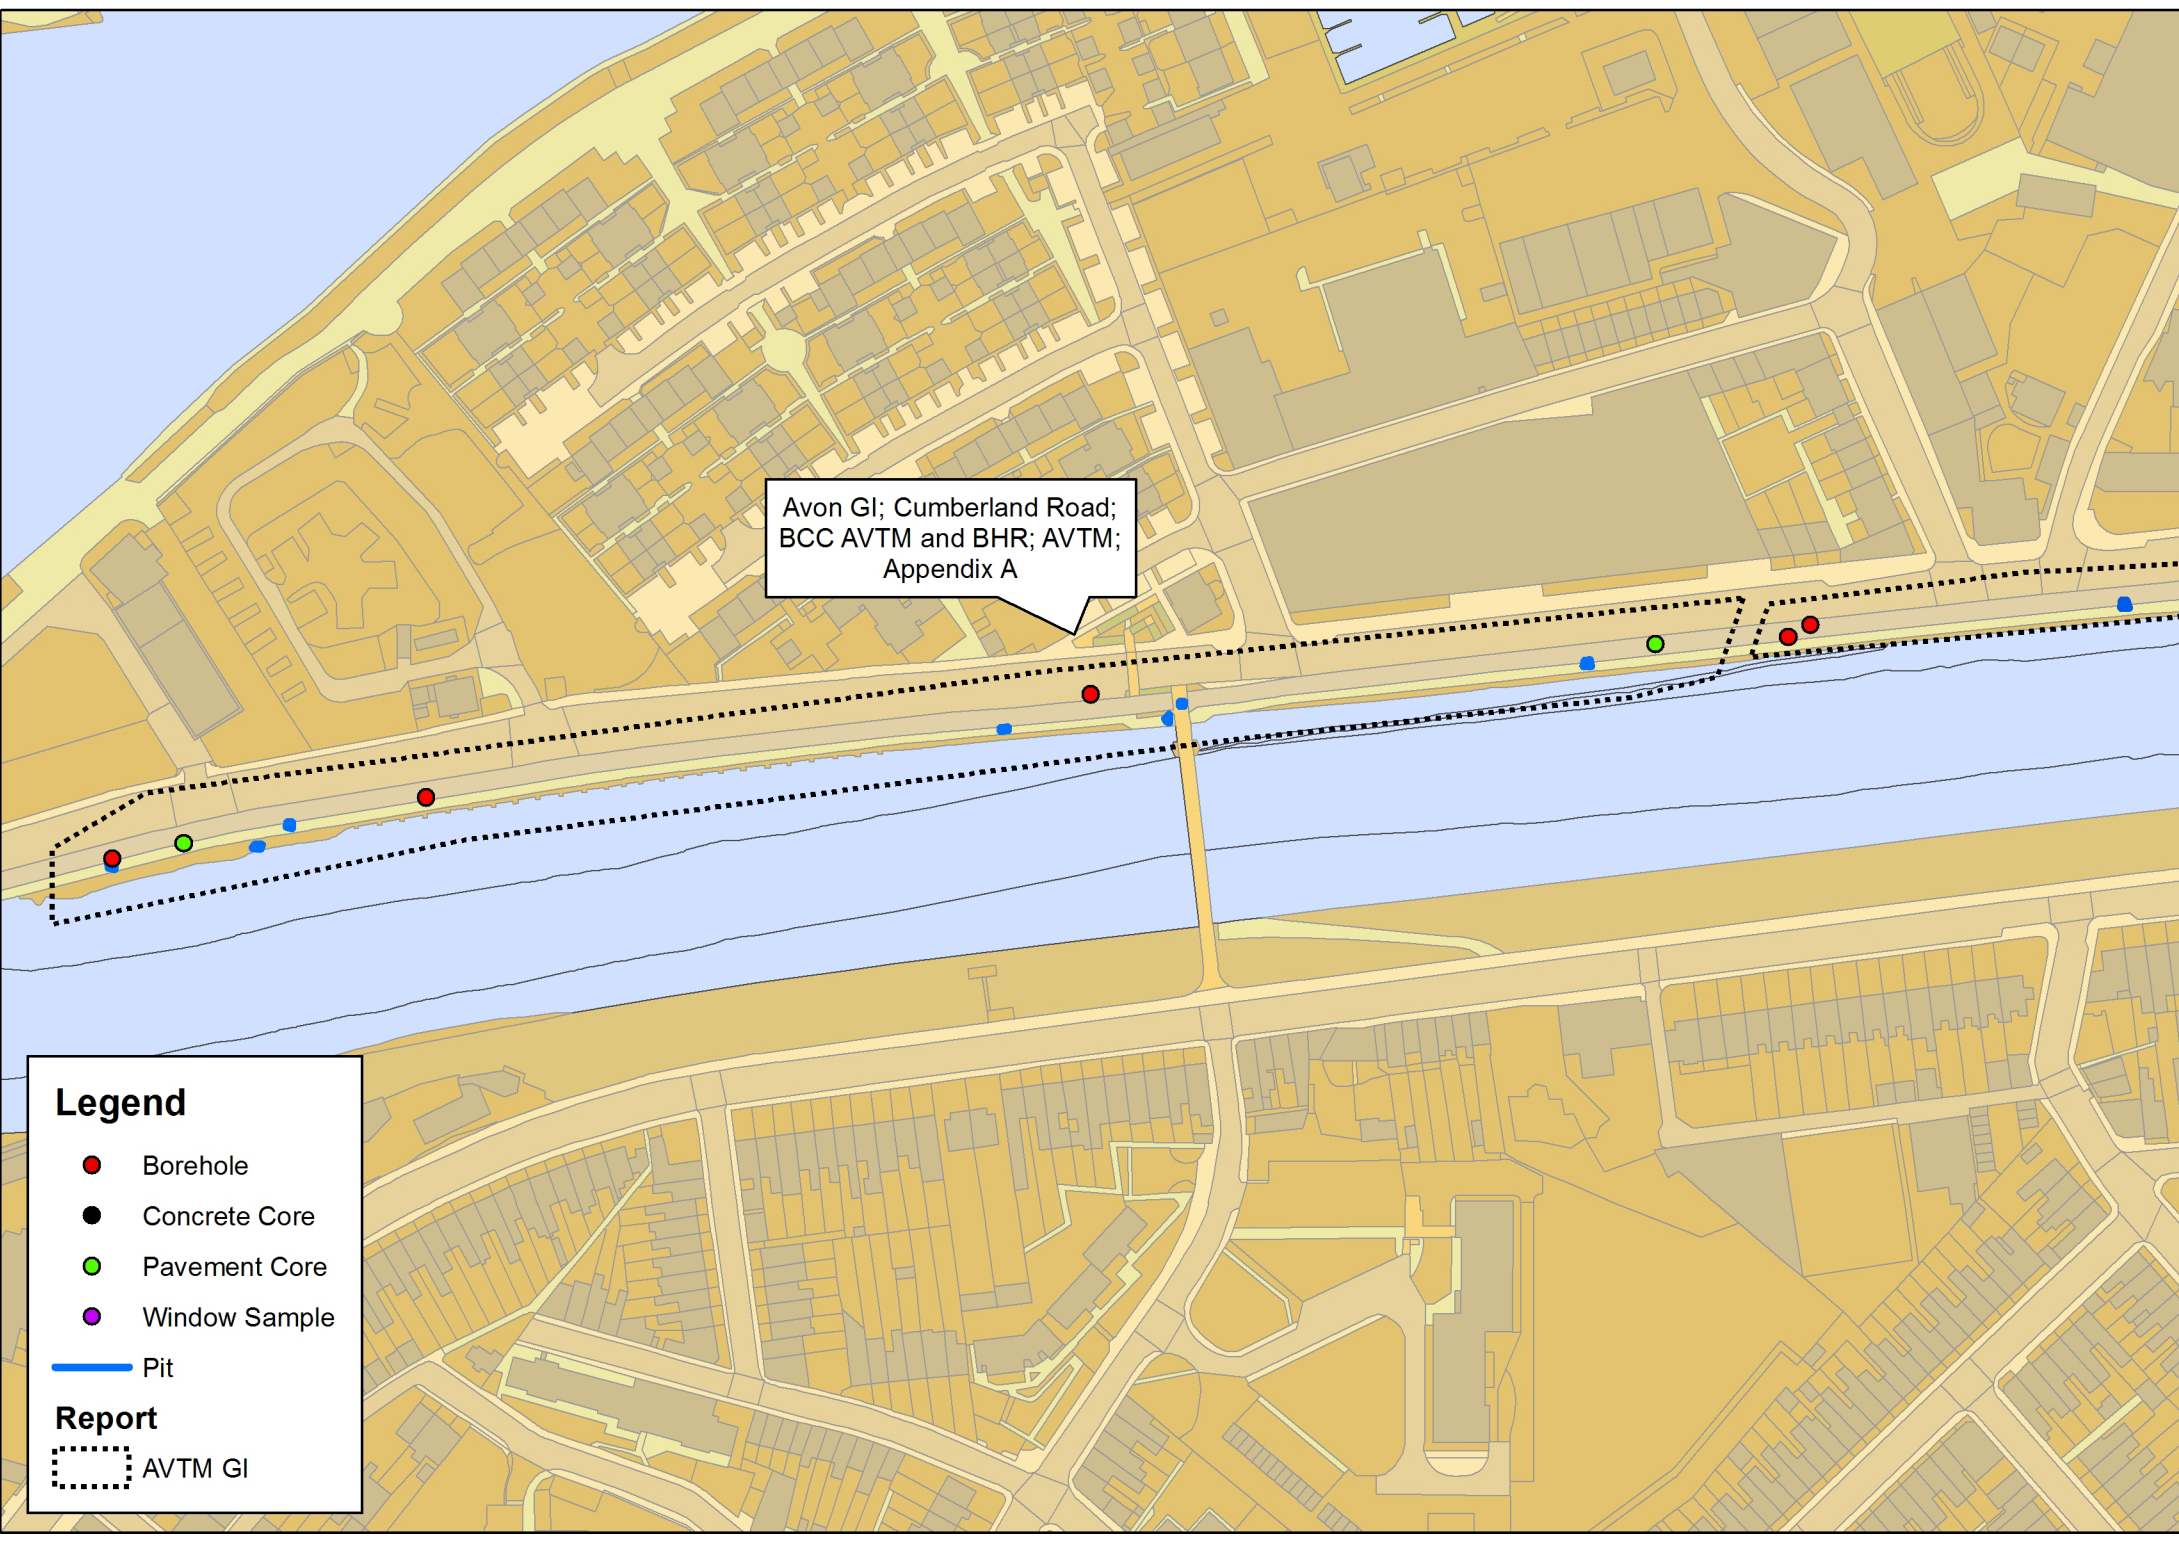 Avon GI; Cumberland Road;
BCC AVTM and BHR; AVTM;
Appendix A
Legend
Borehole
Concrete Core
Pavement Core
Window Sample
Pit
Report
AVTM GI